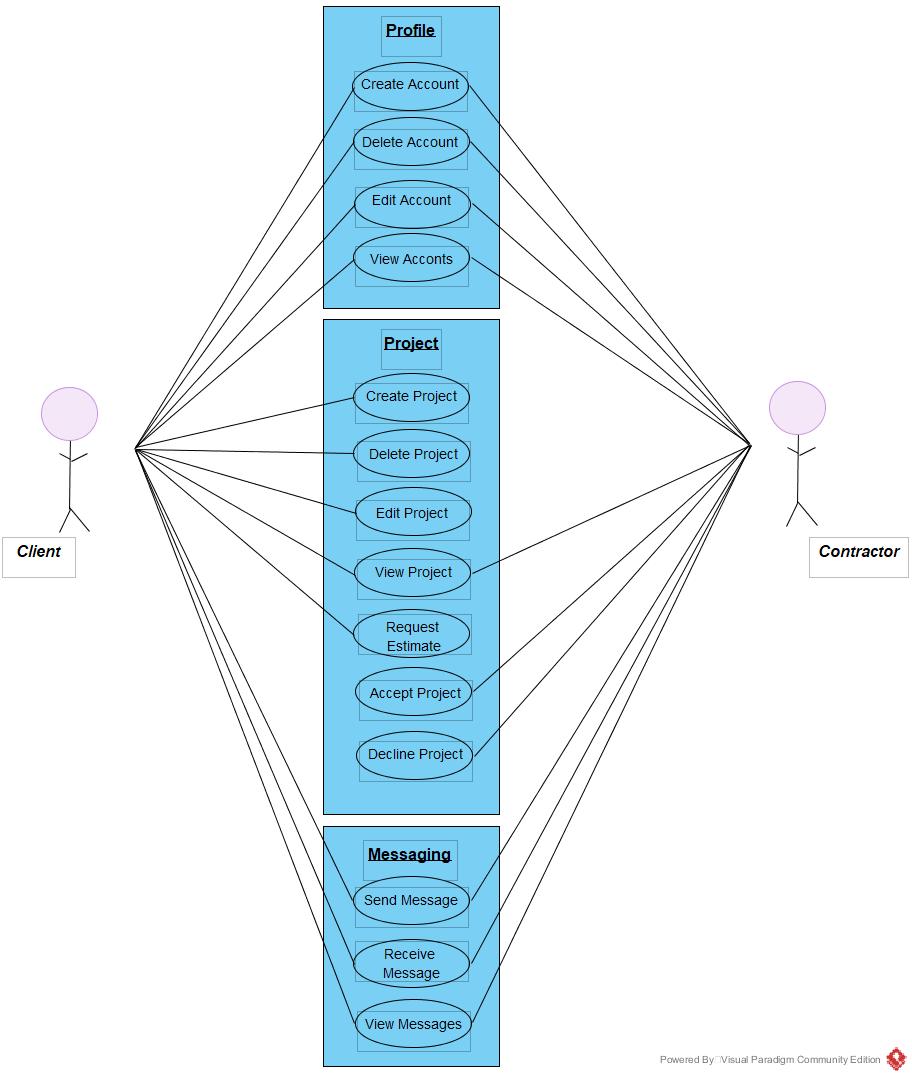 Profile
Create Account
Delete Account
Edit Account
View Acconts
Project
Create Project
Delete Project
Edit Project
View Project
Request
Estimate
Accept Project
Decline Project
Client
Contractor
Messaging
Send Message
Receive
Message
View Messages
Powered By Visual Paradigm Community Edition